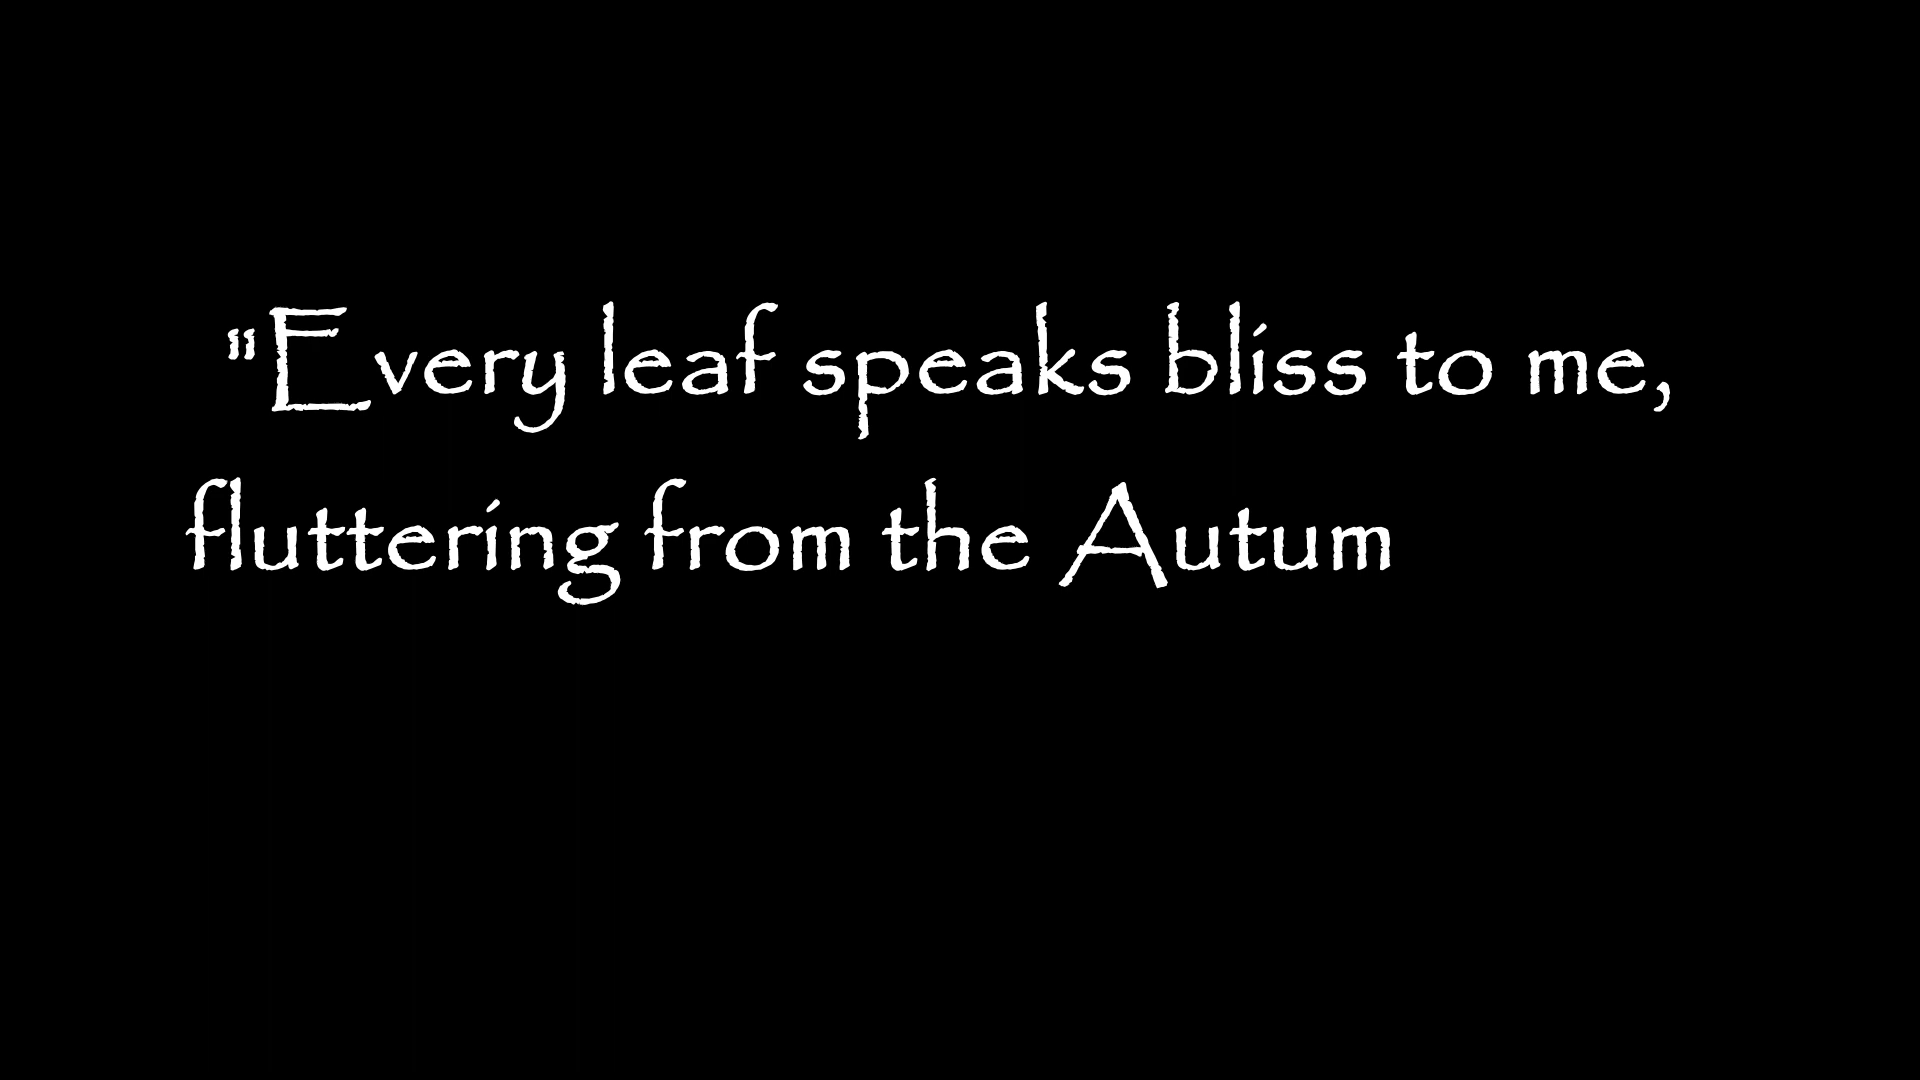 "Every leaf speaks bliss to me,
fluttering from the Autum